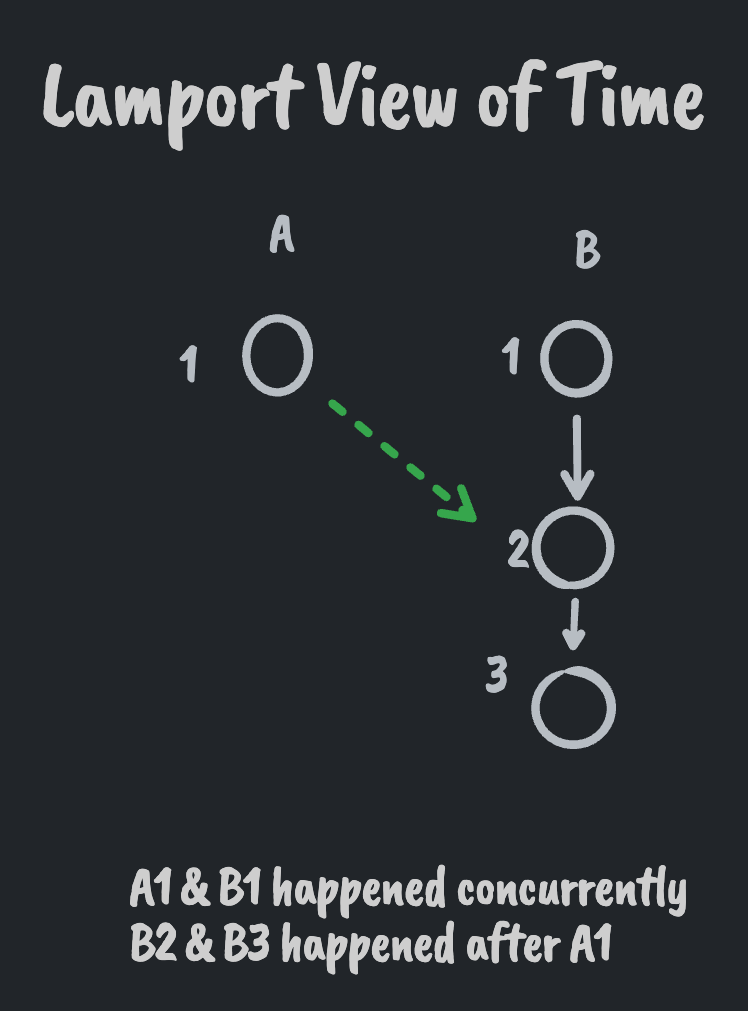 Lamport View of Time
A
B
1
1
2
3
A1 & B1 happened concurrently
B2 & B3 happened after A1